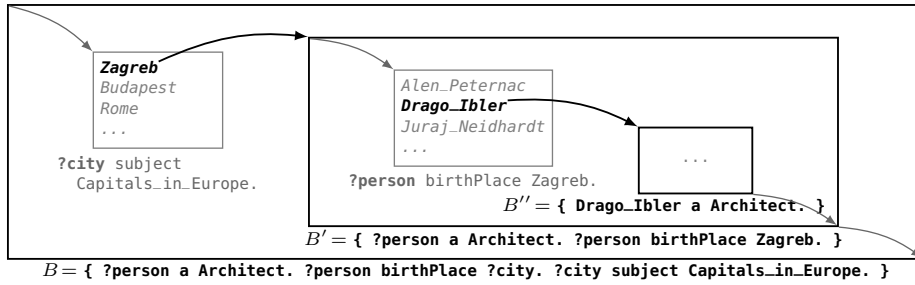 Zagreb
Budapest
Rome
...
?city subject
Capitals_in_Europe.
Alen_Peternac
Drago_Ibler
Juraj_Neidhardt
...
?person birthPlace Zagreb.
...
B′′ = { Drago_Ibler a Architect. }
B′ = { ?person a Architect. ?person birthPlace Zagreb. }
B = { ?person a Architect. ?person birthPlace ?city. ?city subject Capitals_in_Europe. }